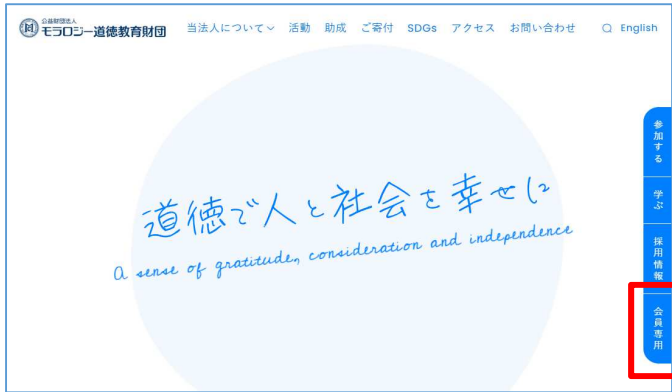 公益財団法人
モラロジー道徳教育財団
当法人について 活動 助成 ご寄付 SDGs アクセス お問い合わせ English
道徳で人と社会を幸せに
a sense of gratitude, consideration and independence
参加する
学ぶ
採用情報
会員専用